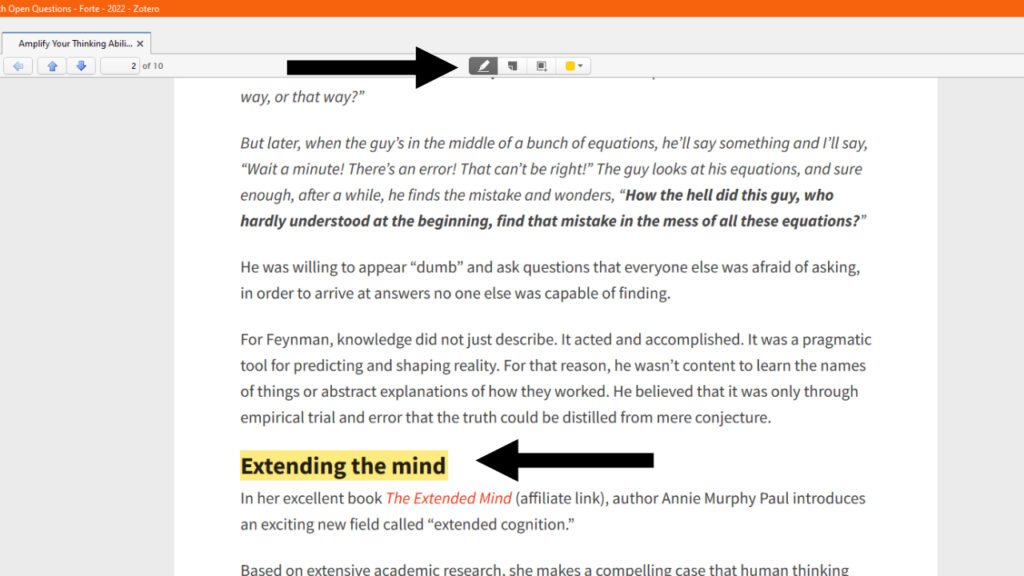 ch Open Questions - Forte - 2022 - Zotero
Amplify Your Thinking Abili...
2 of 10
way, or that way?”
But later, when the guy’s in the middle of a bunch of equations, he’ll say something and I’ll say,
“Wait a minute! There’s an error! That can’t be right!” The guy looks at his equations, and sure
enough, after a while, he finds the mistake and wonders, “How the hell did this guy, who
hardly understood at the beginning, find that mistake in the mess of all these equations?”
He was willing to appear “dumb” and ask questions that everyone else was afraid of asking,
in order to arrive at answers no one else was capable of finding.
For Feynman, knowledge did not just describe. It acted and accomplished. It was a pragmatic
tool for predicting and shaping reality. For that reason, he wasn’t content to learn the names
of things or abstract explanations of how they worked. He believed that it was only through
empirical trial and error that the truth could be distilled from mere conjecture.
Extending the mind
In her excellent book The Extended Mind (affiliate link), author Annie Murphy Paul introduces
an exciting new field called “extended cognition.”
Based on extensive academic research, she makes a compelling case that human thinking